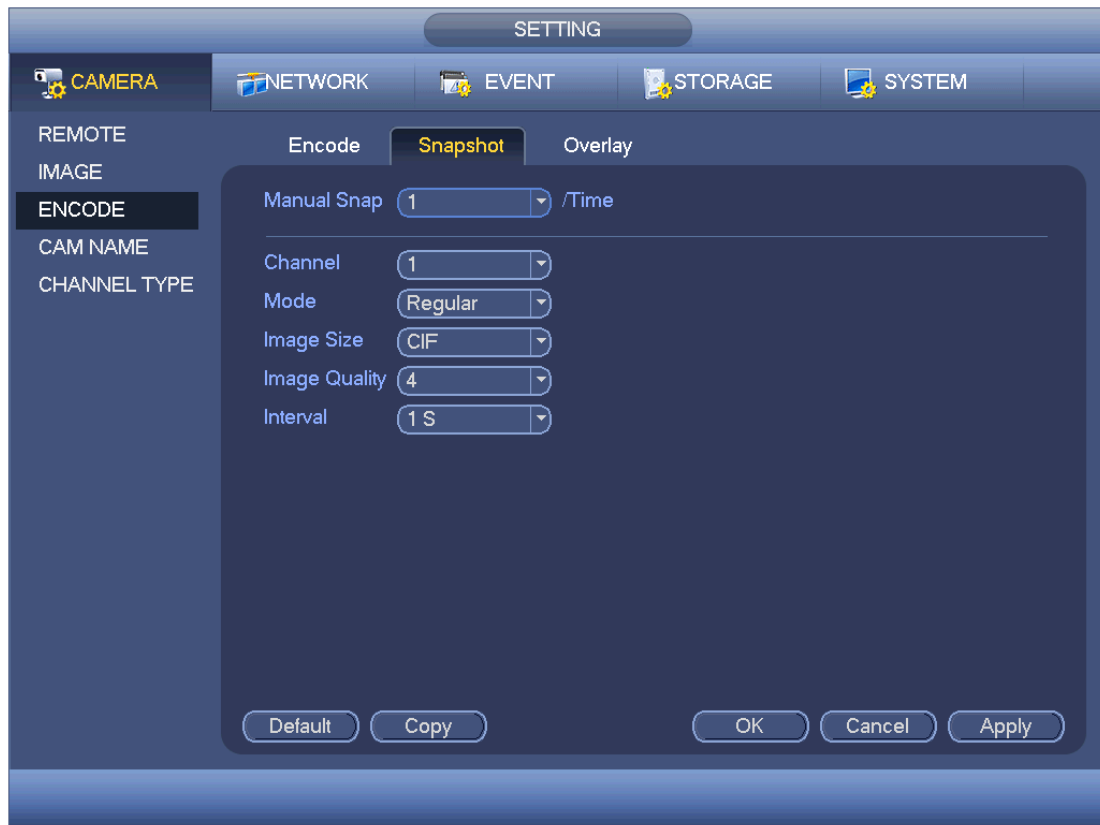 SETTING
CAMERA NETWORK EVENT STORAGE SYSTEM
REMOTE
IMAGE
ENCODE
CAM NAME
CHANNEL TYPE
Encode Snapshot Overlay
Manual Snap 1 /Time
Channel 1
Mode Regular
Image Size CIF
Image Quality 4
Interval 1 S
Default Copy OK Cancel Apply